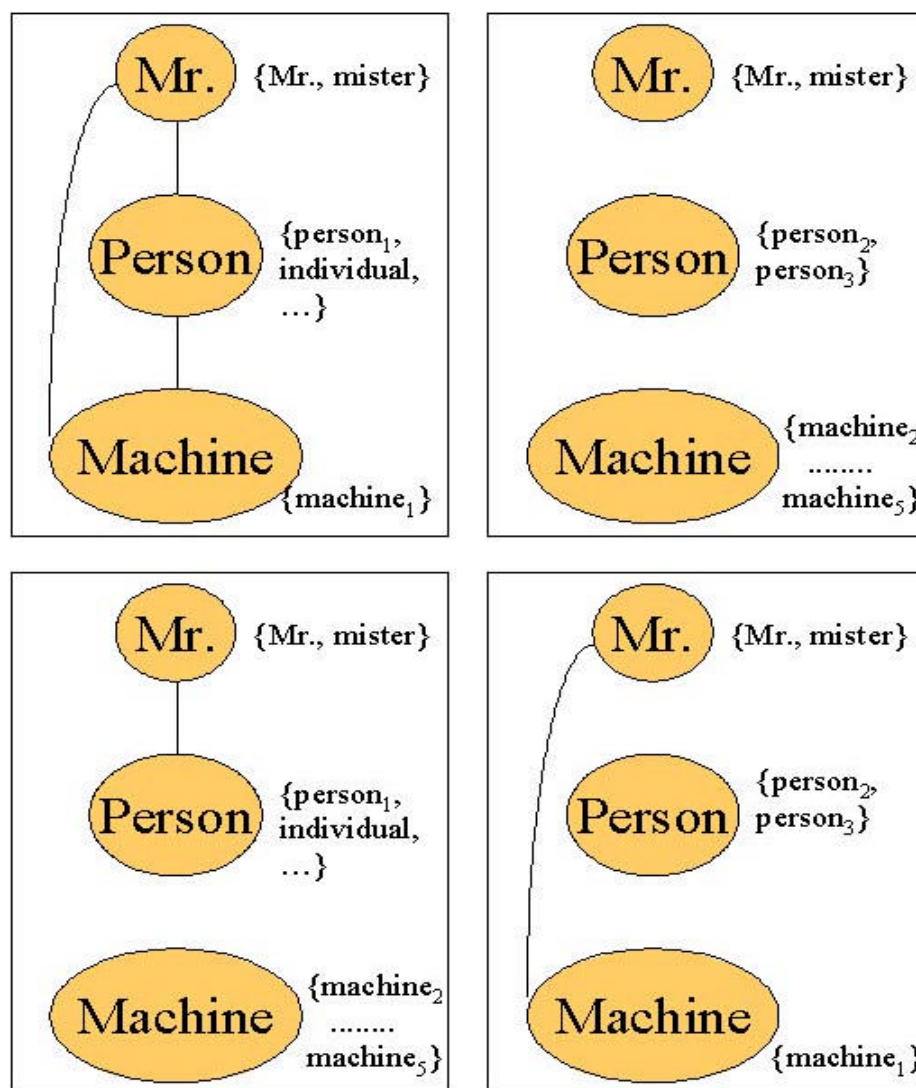 Mr. {Mr., mister}
Person {person₁,
individual,
…}
Machine
{machine₁}
Mr. {Mr., mister}
Person {person₂,
person₃}
Machine {machine₂
........
machine₅}
Mr. {Mr., mister}
Person {person₁,
individual,
…}
Machine {machine₂
........
machine₅}
Mr. {Mr., mister}
Person {person₂,
person₃}
Machine
{machine₁}